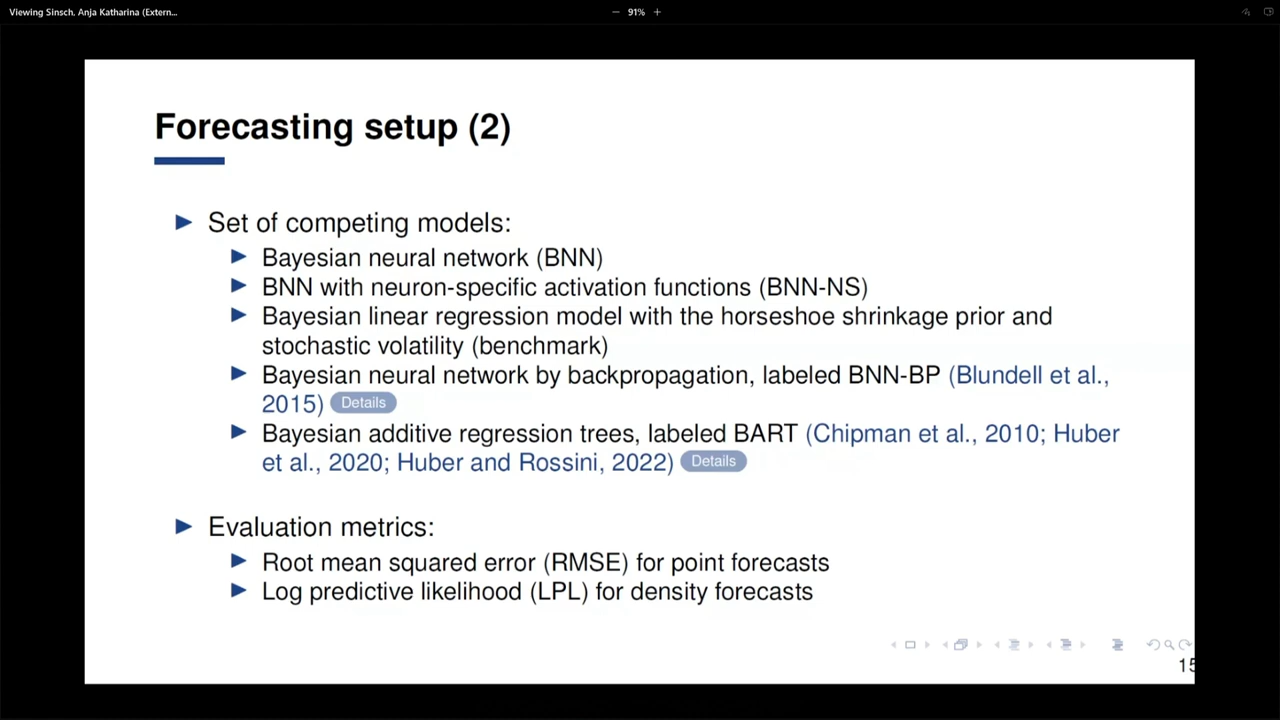 Viewing Sinsch, Anja Katharina (Extern...
91%
Forecasting setup (2)
Set of competing models:
Bayesian neural network (BNN)
BNN with neuron-specific activation functions (BNN-NS)
Bayesian linear regression model with the horseshoe shrinkage prior and
stochastic volatility (benchmark)
Bayesian neural network by backpropagation, labeled BNN-BP (Blundell et al.,
2015) Details
Bayesian additive regression trees, labeled BART (Chipman et al., 2010; Huber
et al., 2020; Huber and Rossini, 2022) Details
Evaluation metrics:
Root mean squared error (RMSE) for point forecasts
Log predictive likelihood (LPL) for density forecasts
15